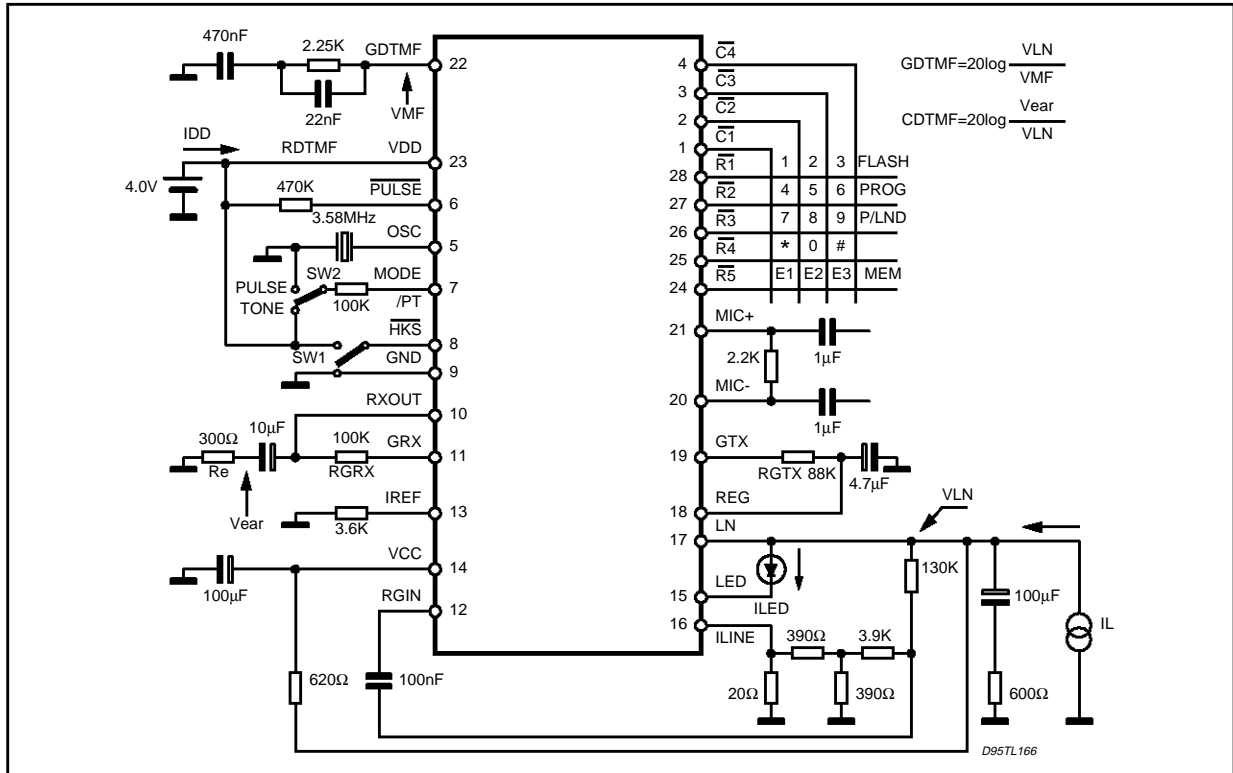 470nF
2.25K
GDTMF
22
22nF
VMF
IDD
RDTMF
VDD
23
4.0V
470K
PULSE
6
3.58MHz
OSC
5
PULSE
SW2
MODE
7
TONE
100K
/PT
HKS
8
SW1
GND
9
RXOUT
10
300Ω
10µF
100K
GRX
11
Re
RGRX
Vear
IREF
13
3.6K
VCC
14
100µF
RGIN
12
620Ω
100nF
4
C4
3
C3
2
C2
1
C1
R1
1 2 3 FLASH
28
R2
4 5 6 PROG
27
R3
7 8 9 P/LND
26
R4
* 0 #
25
R5
E1 E2 E3 MEM
24
GDTMF=20log VLN
VMF
CDTMF=20log Vear
VLN
21
MIC+
1µF
2.2K
20
MIC-
1µF
19
GTX
RGTX 88K
4.7µF
18
REG
VLN
17
LN
130K
15
LED
ILED
100µF
IL
16
ILINE
390Ω
3.9K
20Ω
390Ω
600Ω
D95TL166